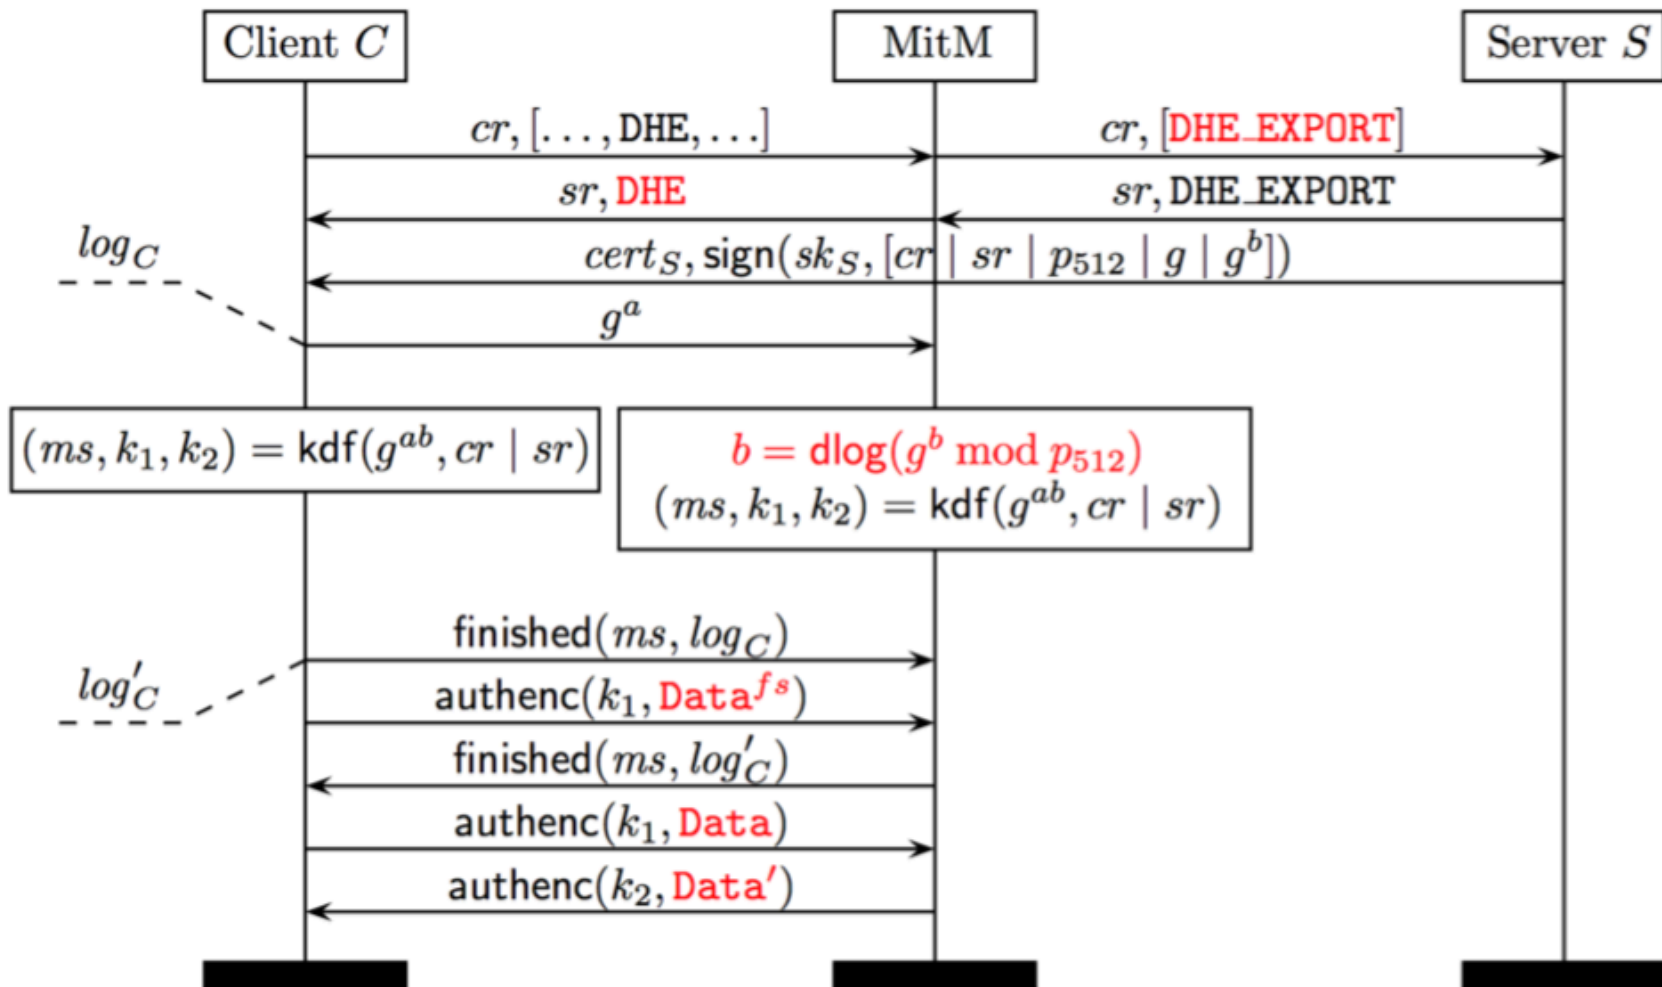 Client C MitM Server S
cr, [..., DHE, ...] cr, [DHE_EXPORT]
sr, DHE sr, DHE_EXPORT
log_C cert_S, sign(sk_S, [cr | sr | p_512 | g | g^b])
g^a
(ms, k_1, k_2) = kdf(g^{ab}, cr | sr)
b = dlog(g^b mod p_512)
(ms, k_1, k_2) = kdf(g^{ab}, cr | sr)
finished(ms, log_C)
log'_C authenc(k_1, Data^{fs})
finished(ms, log'_C)
authenc(k_1, Data)
authenc(k_2, Data')